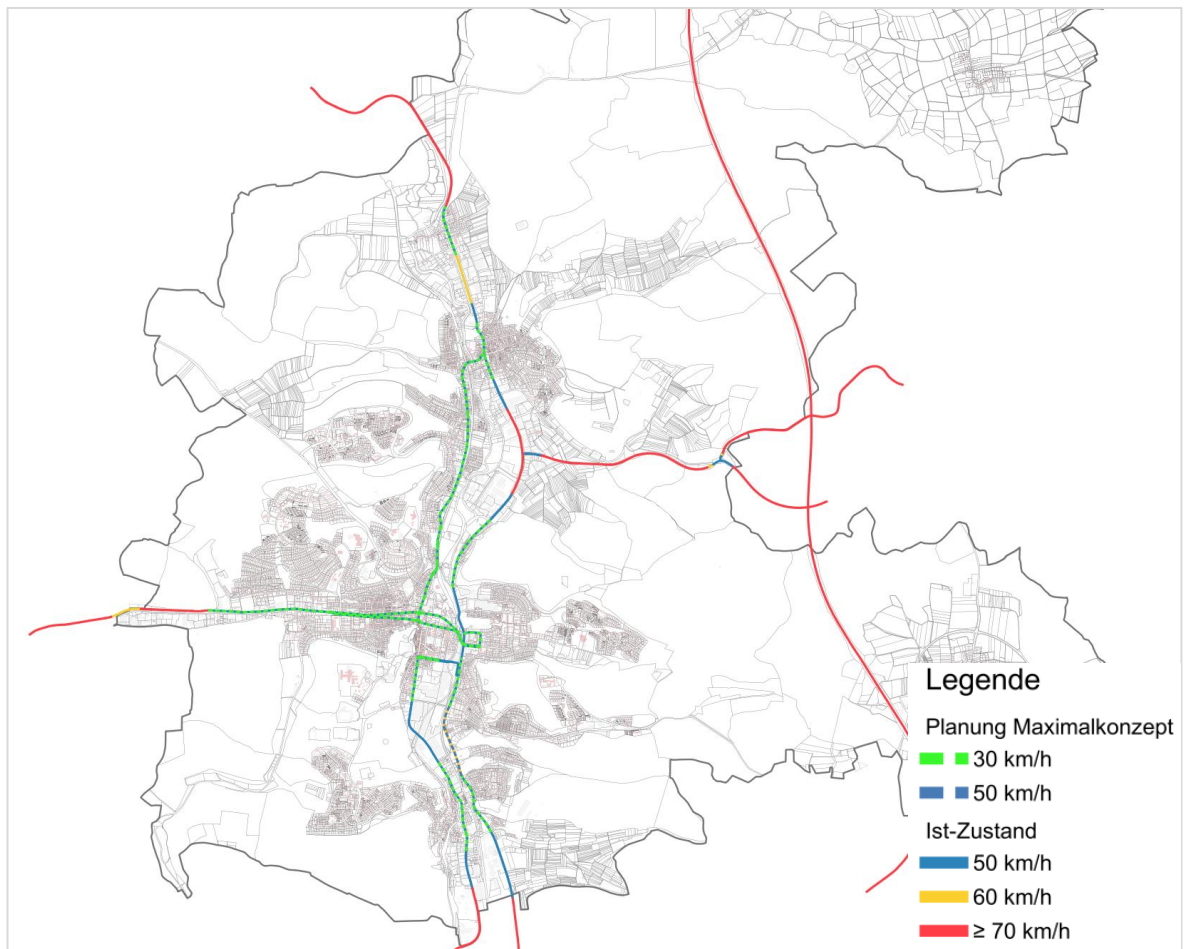 Legende
Planung Maximalkonzept
30 km/h
50 km/h
Ist-Zustand
50 km/h
60 km/h
≥ 70 km/h